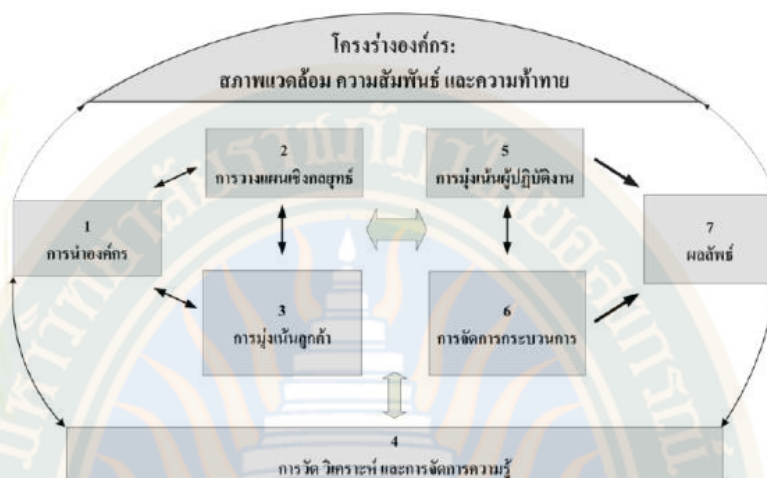 โครงร่างองค์กร:
สภาพแวดล้อม ความสัมพันธ์ และความท้าทาย
2
การวางแผนเชิงกลยุทธ์
5
การมุ่งเน้นผู้ปฏิบัติงาน
1
การนำองค์กร
7
ผลลัพธ์
3
การมุ่งเน้นลูกค้า
6
การจัดการกระบวนการ
4
การวัด วิเคราะห์ และการจัดการความรู้